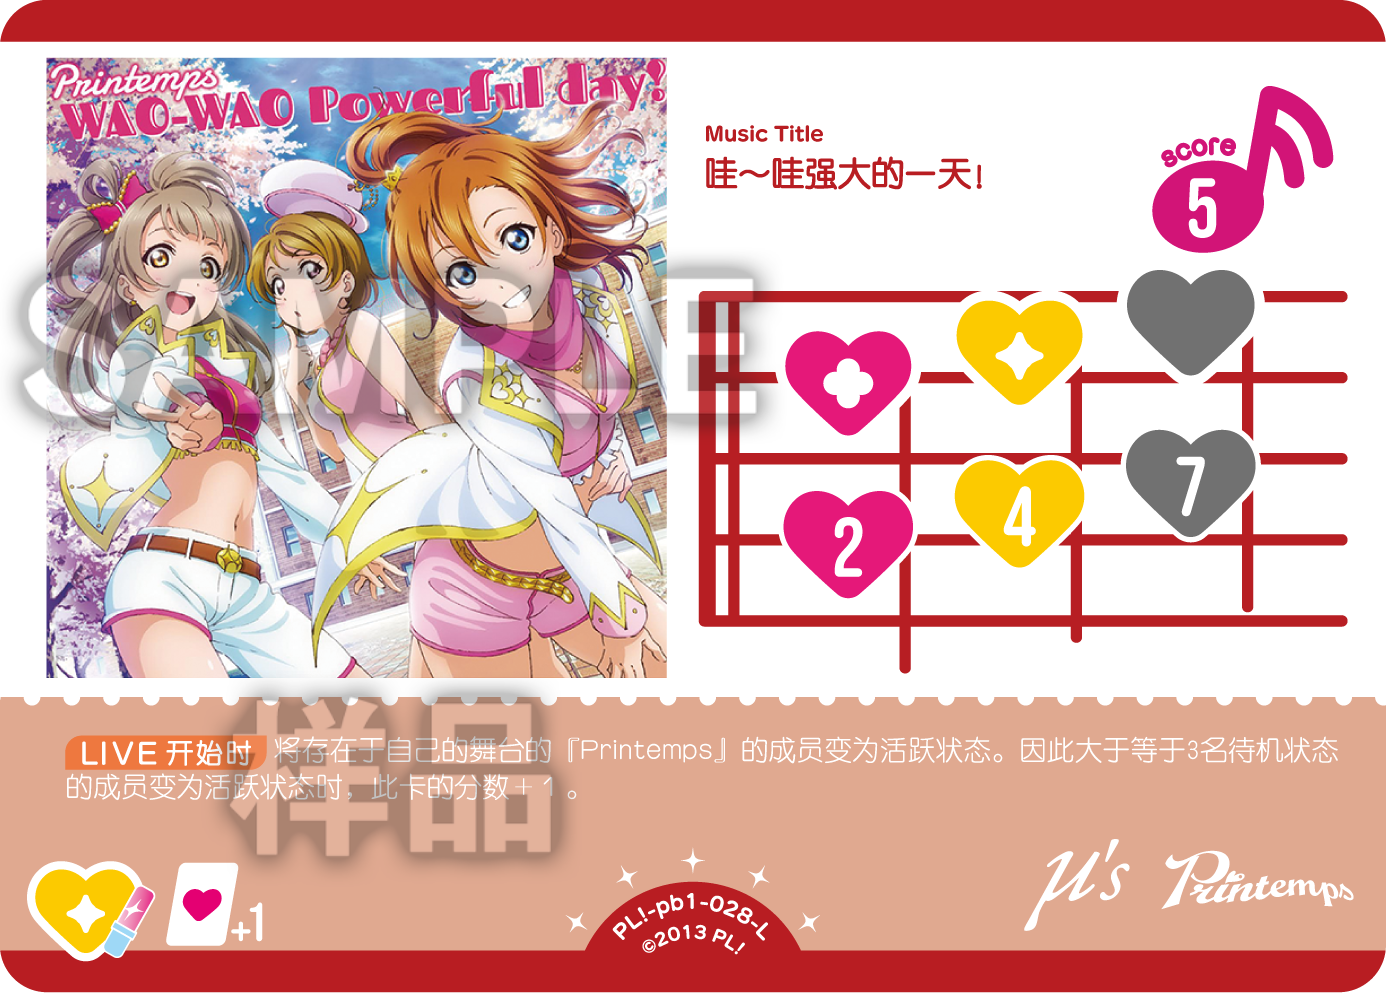 Printemps
WAO-WAO Powerful day!
Music Title
哇～哇强大的一天!
score
5
2
4
7
SAMPLE
样品
LIVE 开始时 将存在于自己的舞台的『Printemps』的成员变为活跃状态。因此大于等于3名待机状态
的成员变为活跃状态时，此卡的分数＋１。
+1
PL!-pb1-028-L
©2013 PL!
μ's
Printemps